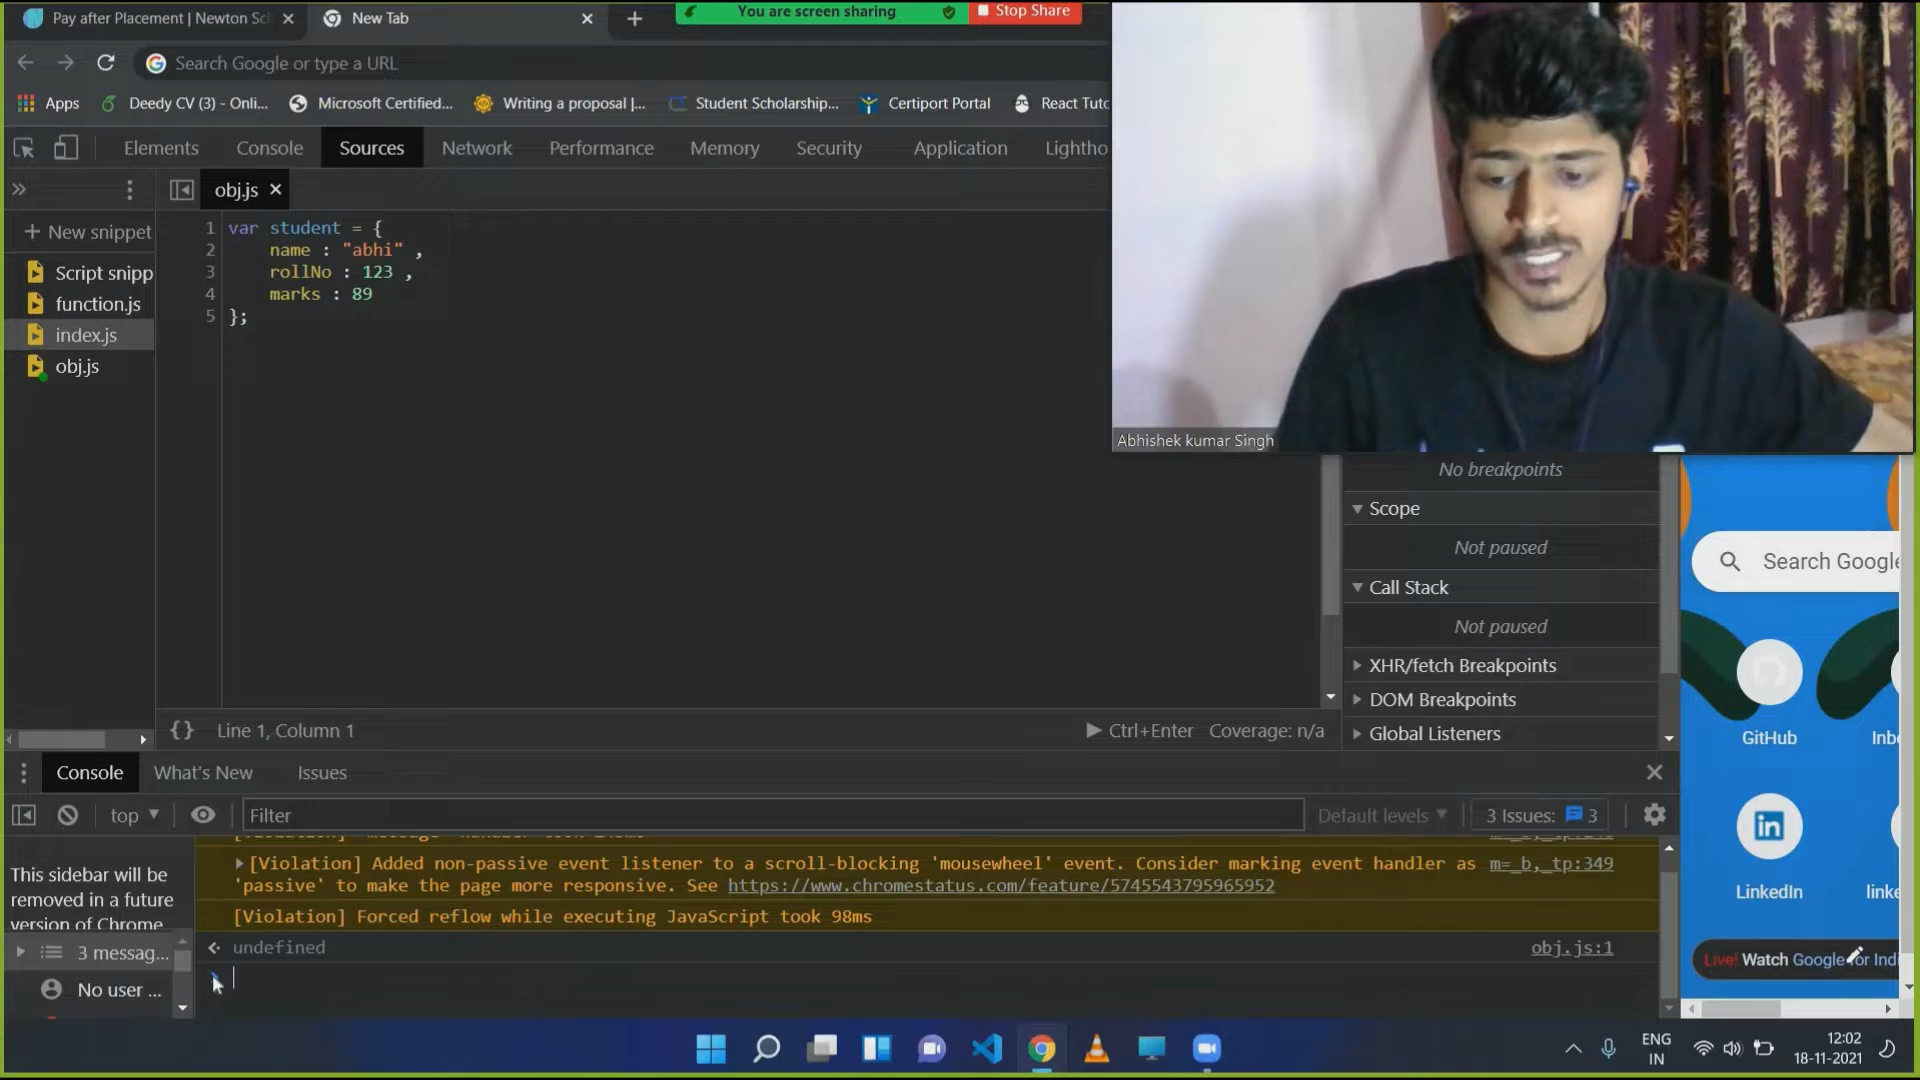 Pay after Placement | Newton Sc
New Tab
You are screen sharing
Stop Share
Search Google or type a URL
Apps
Deedy CV (3) - Onli...
Microsoft Certified...
Writing a proposal |...
Student Scholarship...
Certiport Portal
React Tuto
Elements
Console
Sources
Network
Performance
Memory
Security
Application
Lightho
obj.js
+ New snippet
Script snipp
function.js
index.js
obj.js
1 var student = {
2 name : "abhi" ,
3 rollNo : 123 ,
4 marks : 89
5 };
Abhishek kumar Singh
No breakpoints
Scope
Not paused
Call Stack
Not paused
XHR/fetch Breakpoints
DOM Breakpoints
Global Listeners
{} Line 1, Column 1
Ctrl+Enter
Coverage: n/a
Search Google
GitHub
Inbo
LinkedIn
linke
Live! Watch Google for Indi
Console
What's New
Issues
top
Filter
Default levels
3 Issues: 3
This sidebar will be
removed in a future
version of Chrome
3 messag...
No user ...
[Violation] Added non-passive event listener to a scroll-blocking 'mousewheel' event. Consider marking event handler as m=_b,_tp:349
'passive' to make the page more responsive. See https://www.chromestatus.com/feature/5745543795965952
[Violation] Forced reflow while executing JavaScript took 98ms
undefined
obj.js:1
ENG
IN
12:02
18-11-2021